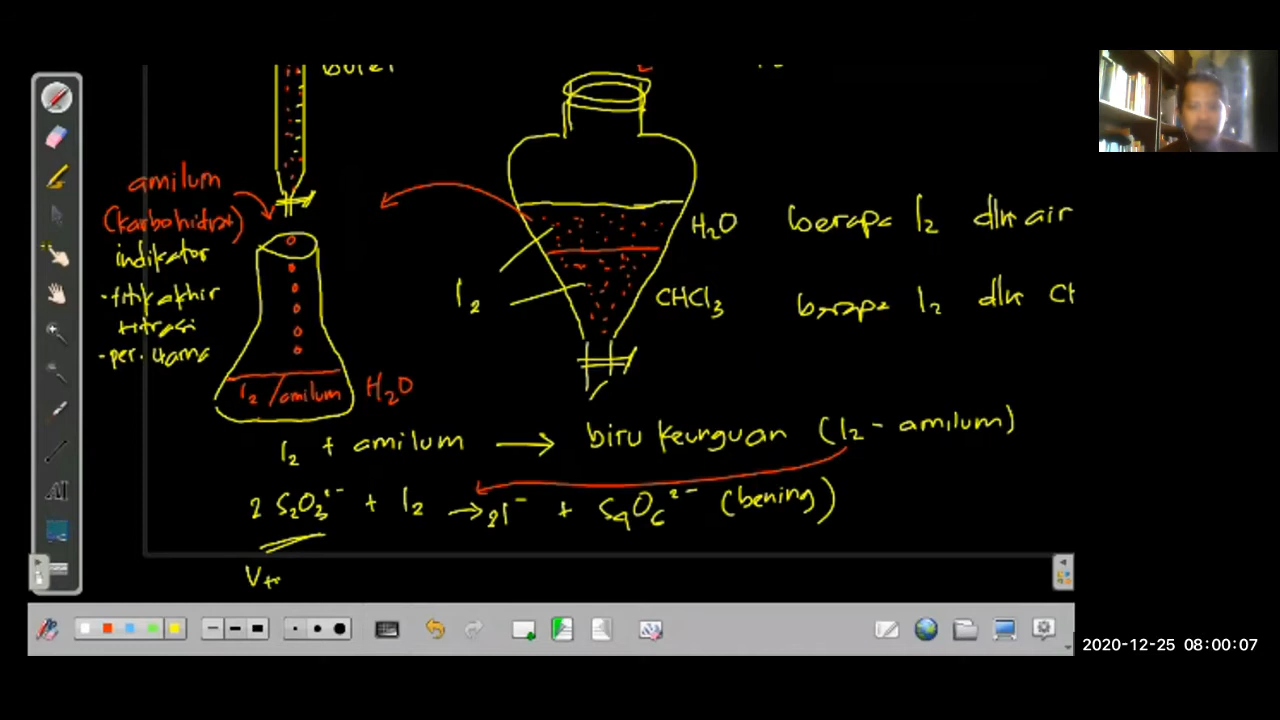 buret
amilum
(karbohidrat)
indikator
• titik akhir
titrasi
• per. utama
H2O
berapa I2 dlm air
I2
CHCl3
berapa I2 dlm CH
I2 / amilum
H2O
I2 + amilum → biru keunguan (I2 - amilum)
2 S2O3²⁻ + I2 → 2I⁻ + S4O6²⁻ (bening)
2020-12-25 08:00:07